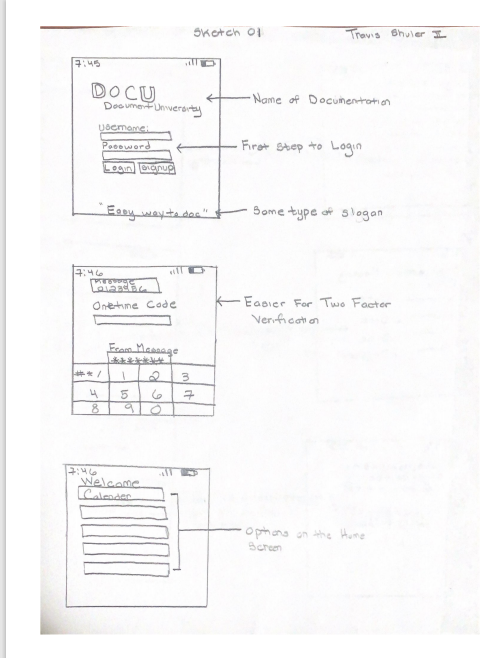 Sketch 01
Travis Shuler II
7:45
DOCU
Document University
Name of Documentation
Username:
Password
First Step to Login
Login
Signup
"Easy way to doc"
Some type of slogan
7:46
Message
Onetime Code
Easier For Two Factor
Verification
From Message
*******
#*/ 1 2 3
4 5 6 7
8 9 0
7:46
Welcome
Calender
Options on the Home
Screen